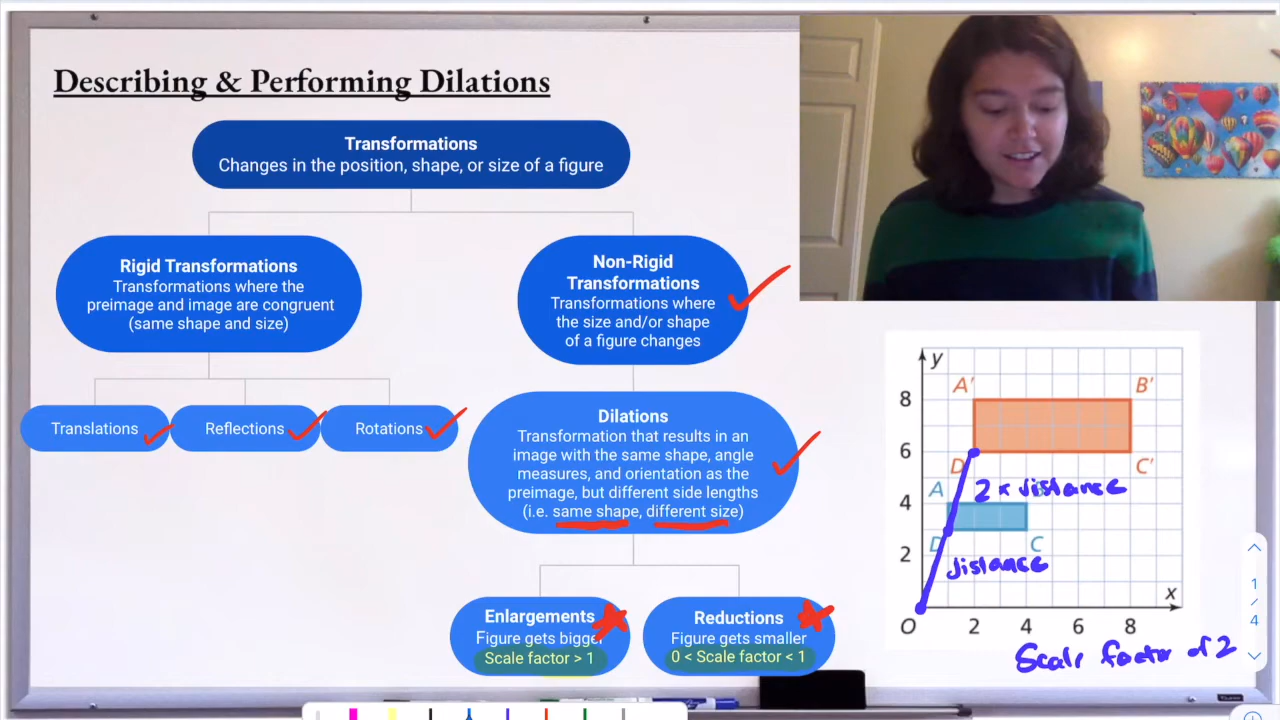 Describing & Performing Dilations
Transformations
Changes in the position, shape, or size of a figure
Rigid Transformations
Transformations where the
preimage and image are congruent
(same shape and size)
Translations
Reflections
Rotations
Non-Rigid
Transformations
Transformations where
the size and/or shape
of a figure changes
Dilations
Transformation that results in an
image with the same shape, angle
measures, and orientation as the
preimage, but different side lengths
(i.e. same shape, different size)
Enlargements
Figure gets bigger
Scale factor > 1
Reductions
Figure gets smaller
0 < Scale factor < 1
y
A' B'
8
6
D C'
A 2 x distance
4
D C
distance
2
x
O 2 4 6 8
Scale factor of 2
1
/
4